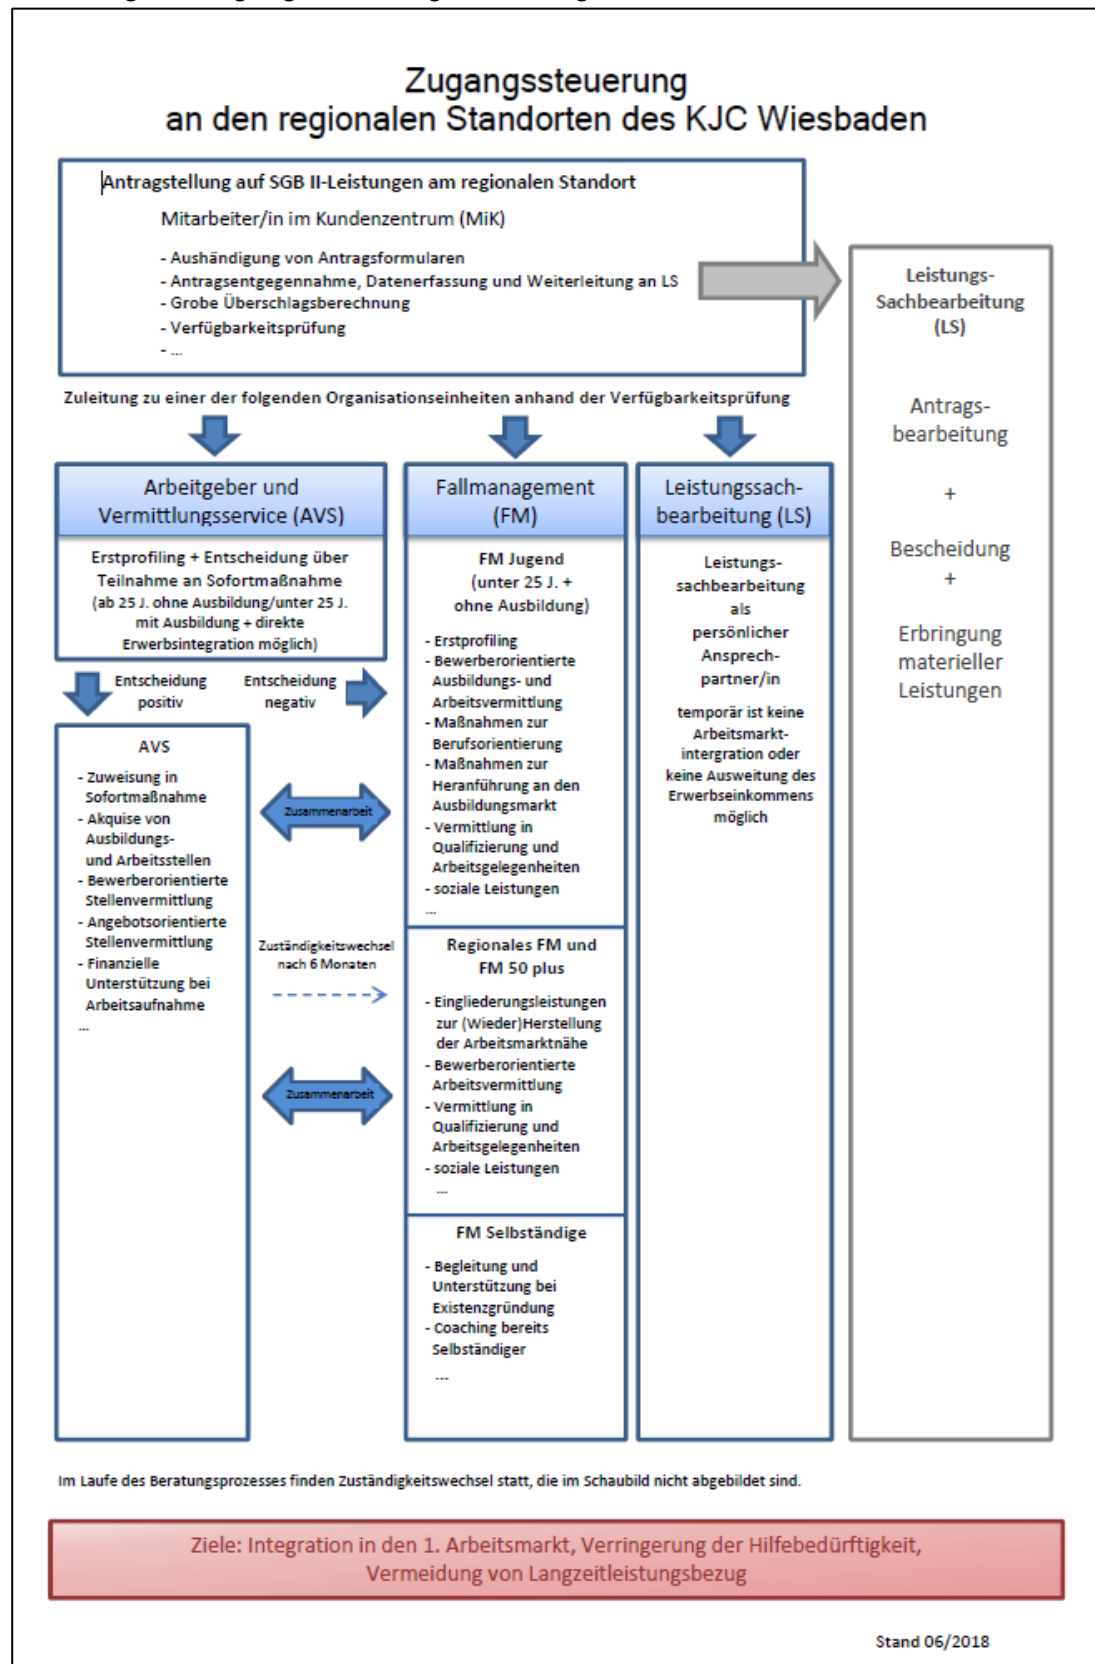 Zugangssteuerung
an den regionalen Standorten des KJC Wiesbaden
Antragstellung auf SGB II-Leistungen am regionalen Standort
Mitarbeiter/in im Kundenzentrum (MiK)
- Aushändigung von Antragsformularen
- Antragsentgegennahme, Datenerfassung und Weiterleitung an LS
- Grobe Überschlagsberechnung
- Verfügbarkeitsprüfung
- ...
Leistungs-
Sachbearbeitung
(LS)
Antrags-
bearbeitung
+
Bescheidung
+
Erbringung
materieller
Leistungen
Zuleitung zu einer der folgenden Organisationseinheiten anhand der Verfügbarkeitsprüfung
Arbeitgeber und
Vermittlungsservice (AVS)
Erstprofiling + Entscheidung über
Teilnahme an Sofortmaßnahme
(ab 25 J. ohne Ausbildung/unter 25 J.
mit Ausbildung + direkte
Erwerbsintegration möglich)
Entscheidung
positiv
Entscheidung
negativ
AVS
- Zuweisung in
Sofortmaßnahme
- Akquise von
Ausbildungs-
und Arbeitsstellen
- Bewerberorientierte
Stellenvermittlung
- Angebotsorientierte
Stellenvermittlung
- Finanzielle
Unterstützung bei
Arbeitsaufnahme
...
Zusammenarbeit
Zuständigkeitswechsel
nach 6 Monaten
Zusammenarbeit
Fallmanagement
(FM)
FM Jugend
(unter 25 J. +
ohne Ausbildung)
- Erstprofiling
- Bewerberorientierte
Ausbildungs- und
Arbeitsvermittlung
- Maßnahmen zur
Berufsorientierung
- Maßnahmen zur
Heranführung an den
Ausbildungsmarkt
- Vermittlung in
Qualifizierung und
Arbeitsgelegenheiten
- soziale Leistungen
...
Regionales FM und
FM 50 plus
- Eingliederungsleistungen
zur (Wieder)Herstellung
der Arbeitsmarktnähe
- Bewerberorientierte
Arbeitsvermittlung
- Vermittlung in
Qualifizierung und
Arbeitsgelegenheiten
- soziale Leistungen
...
FM Selbständige
- Begleitung und
Unterstützung bei
Existenzgründung
- Coaching bereits
Selbständiger
....
Leistungssach-
bearbeitung (LS)
Leistungs-
sachbearbeitung
als
persönlicher
Ansprech-
partner/in
temporär ist keine
Arbeitsmarkt-
intergration oder
keine Ausweitung des
Erwerbseinkommens
möglich
Im Laufe des Beratungsprozesses finden Zuständigkeitswechsel statt, die im Schaubild nicht abgebildet sind.
Ziele: Integration in den 1. Arbeitsmarkt, Verringerung der Hilfebedürftigkeit,
Vermeidung von Langzeitleistungsbezug
Stand 06/2018